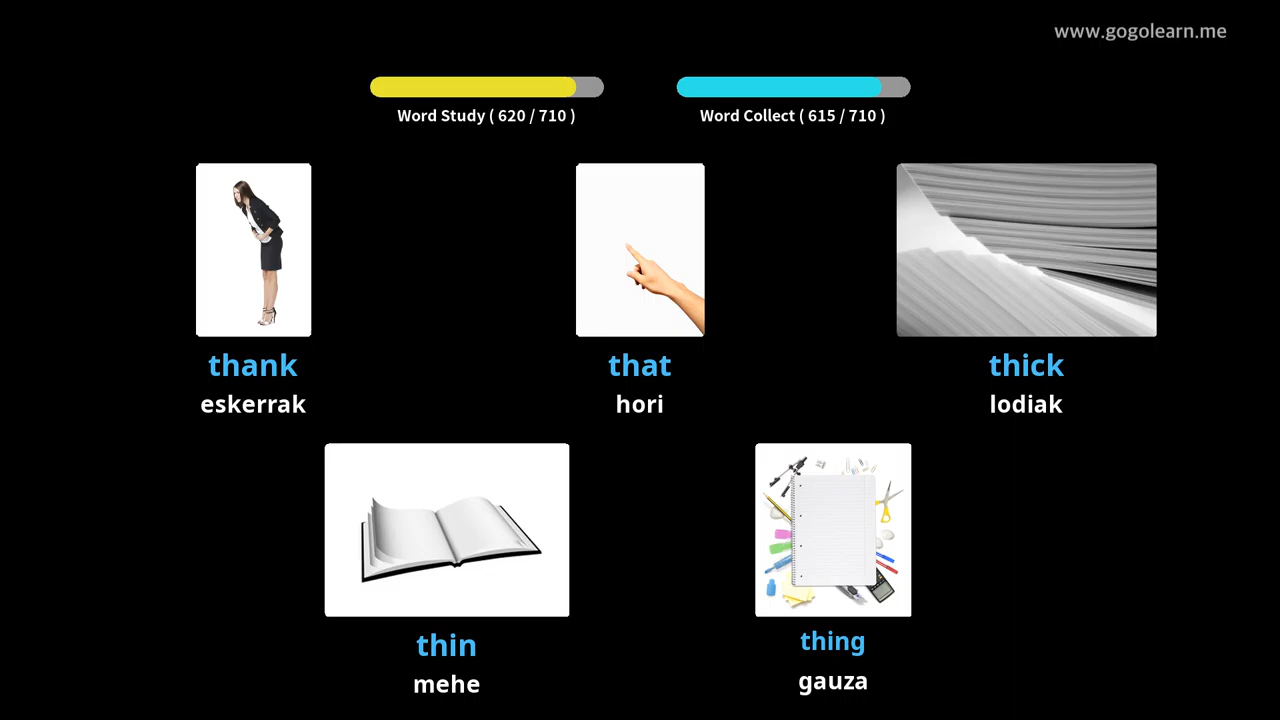 www.gogolearn.me
Word Study ( 620 / 710 )
Word Collect ( 615 / 710 )
thank
eskerrak
that
hori
thick
lodiak
thin
mehe
thing
gauza